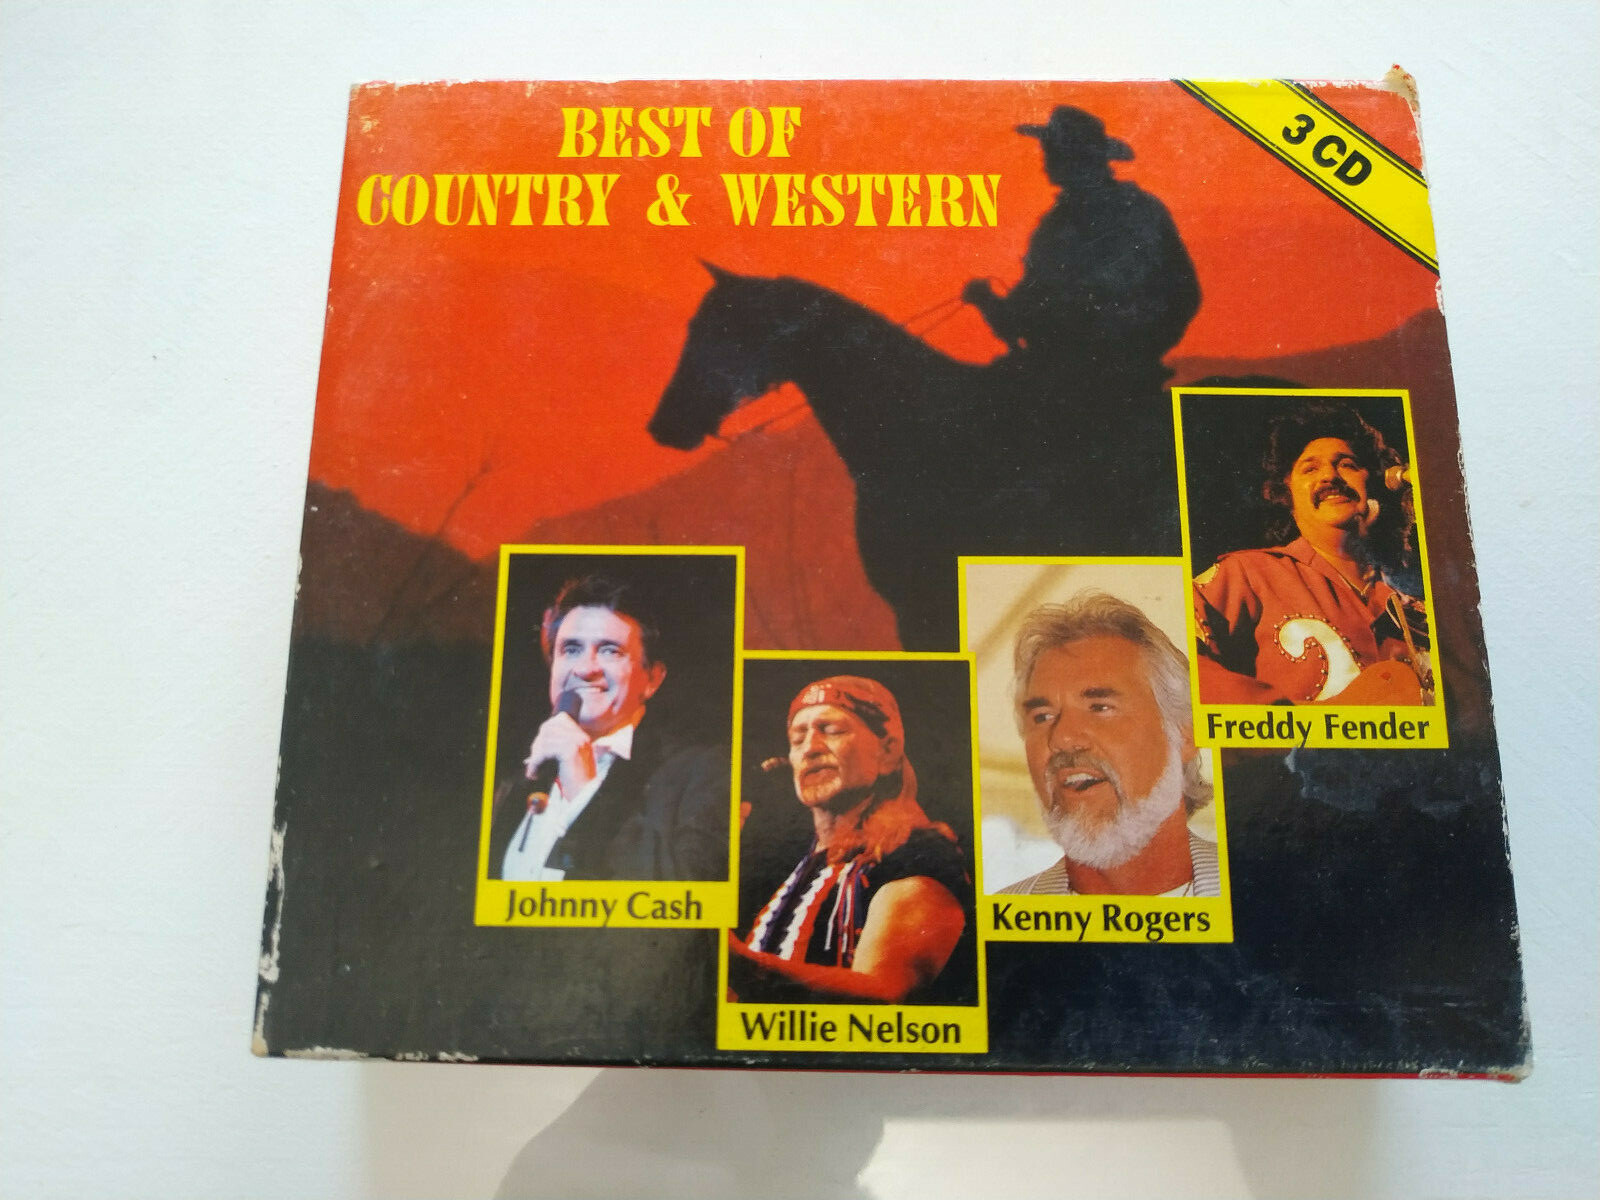 BEST OF
COUNTRY & WESTERN
3 CD
Freddy Fender
Johnny Cash
Kenny Rogers
Willie Nelson